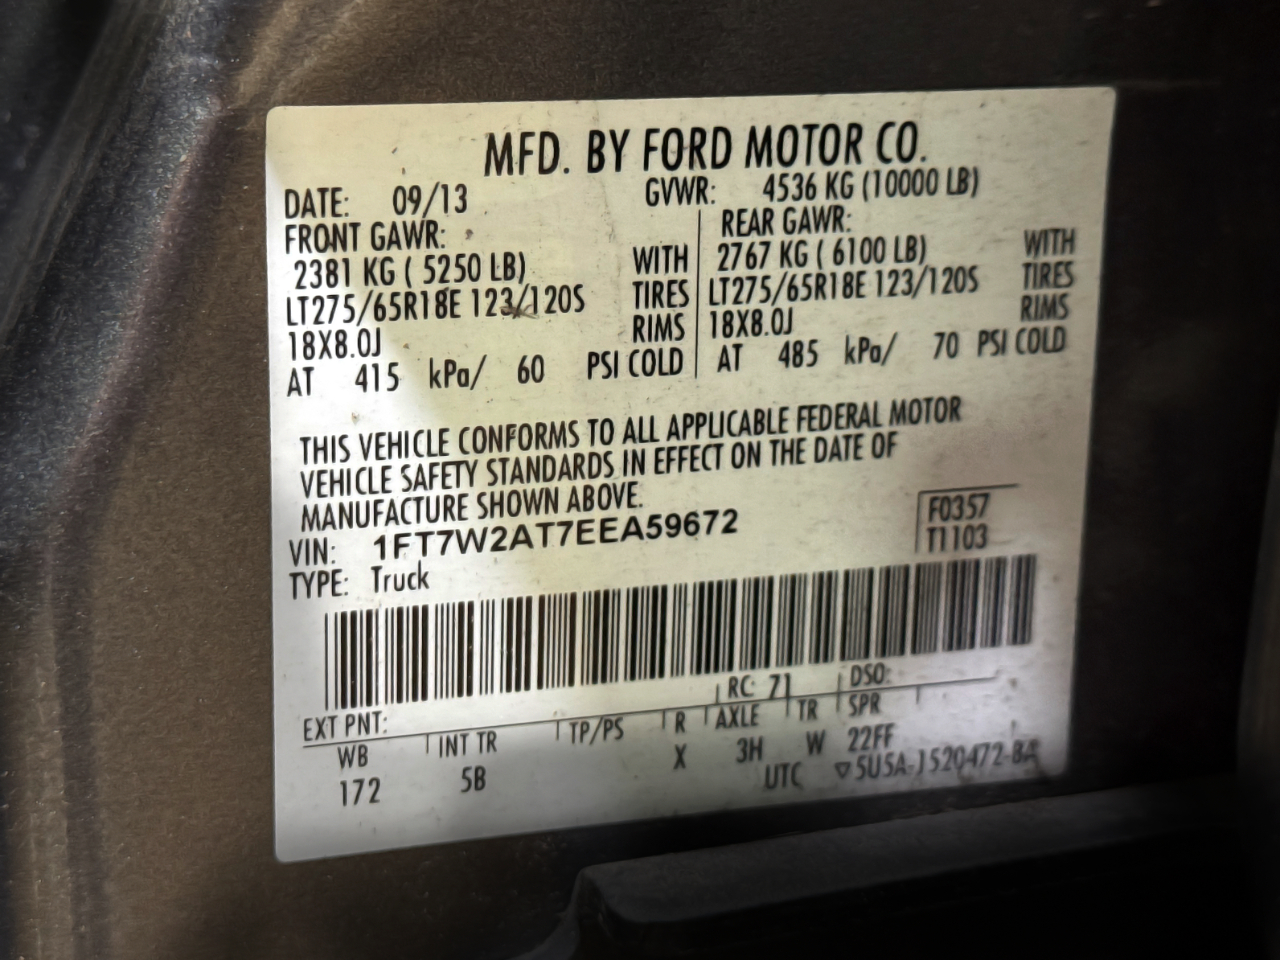 MFD. BY FORD MOTOR CO.
DATE: 09/13 GVWR: 4536 KG (10000 LB)
FRONT GAWR: REAR GAWR:
2381 KG ( 5250 LB) WITH 2767 KG ( 6100 LB) WITH
LT275/65R18E 123/120S TIRES LT275/65R18E 123/120S TIRES
18X8.0J RIMS 18X8.0J RIMS
AT 415 kPa/ 60 PSI COLD AT 485 kPa/ 70 PSI COLD
THIS VEHICLE CONFORMS TO ALL APPLICABLE FEDERAL MOTOR
VEHICLE SAFETY STANDARDS IN EFFECT ON THE DATE OF
MANUFACTURE SHOWN ABOVE.
VIN: 1FT7W2AT7EEA59672 F0357
TYPE: Truck T1103
EXT PNT: RC: 71 DSO:
WB INT TR TP/PS R AXLE TR SPR
172 5B X 3H W 22FF
UTC ▽5U5A-1520472-BA